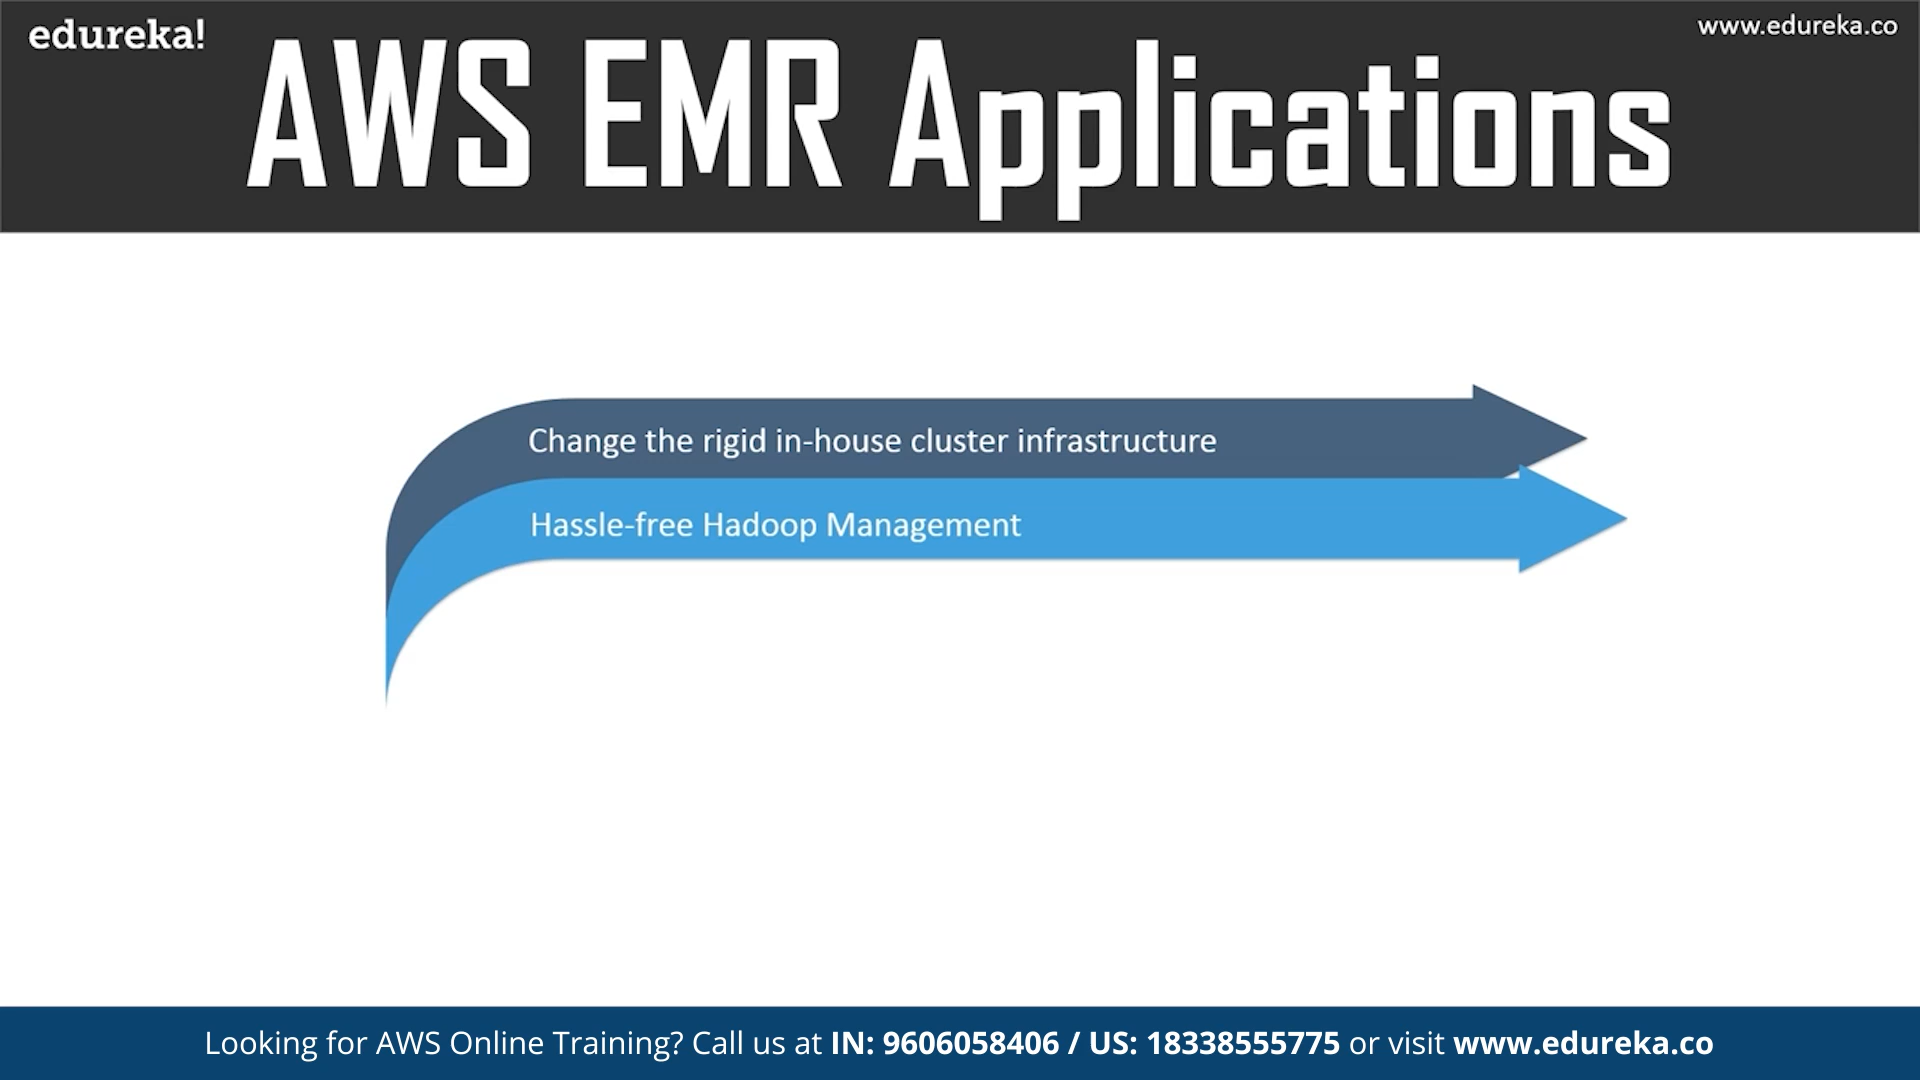 edureka!
www.edureka.co
AWS EMR Applications
Change the rigid in-house cluster infrastructure
Hassle-free Hadoop Management
Looking for AWS Online Training? Call us at IN: 9606058406 / US: 18338555775 or visit www.edureka.co